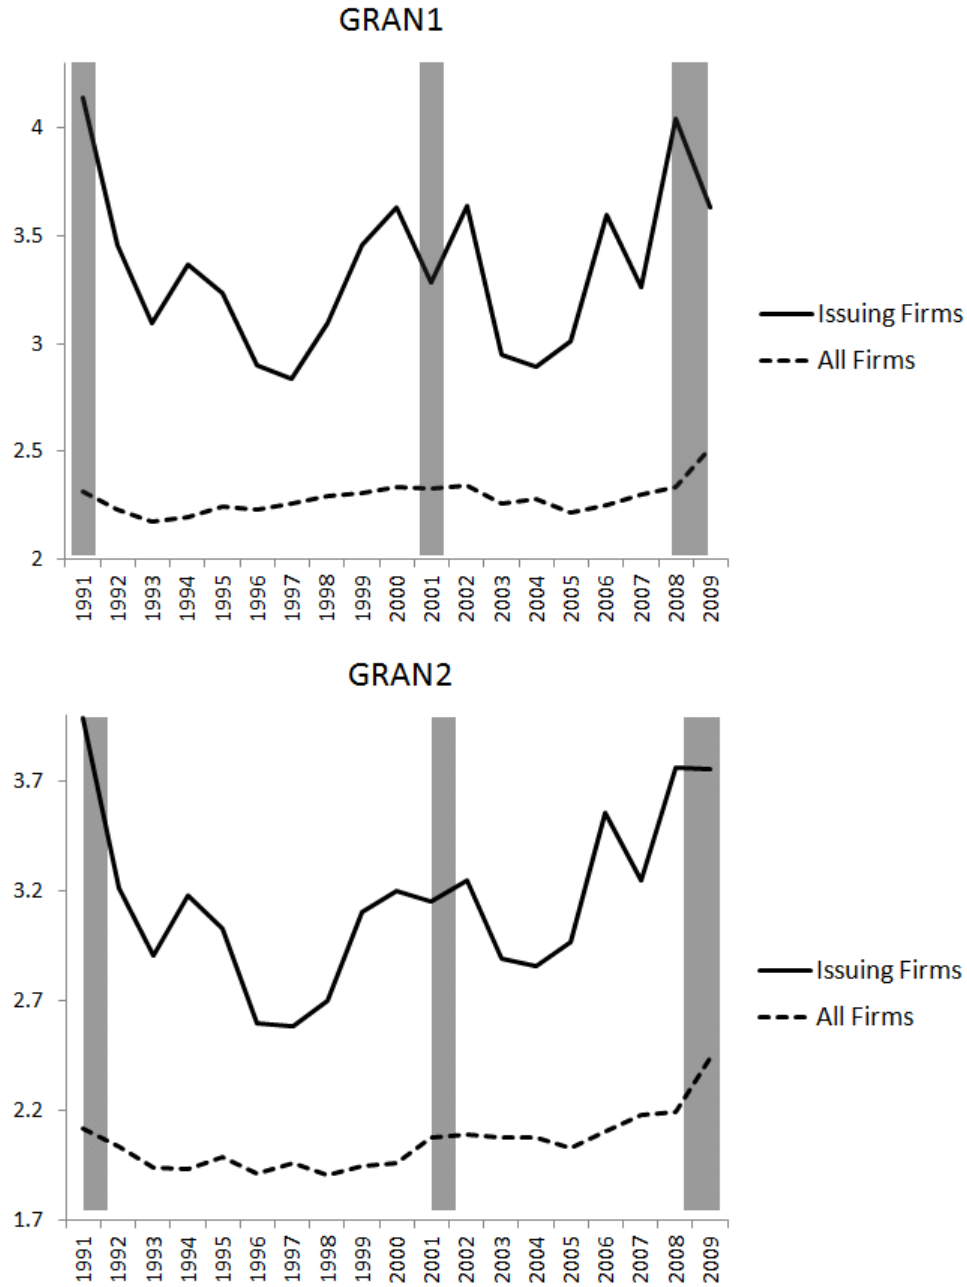 GRAN1
4
3.5
3
2.5
2
1991 1992 1993 1994 1995 1996 1997 1998 1999 2000 2001 2002 2003 2004 2005 2006 2007 2008 2009
Issuing Firms
All Firms
GRAN2
3.7
3.2
2.7
2.2
1.7
1991 1992 1993 1994 1995 1996 1997 1998 1999 2000 2001 2002 2003 2004 2005 2006 2007 2008 2009
Issuing Firms
All Firms